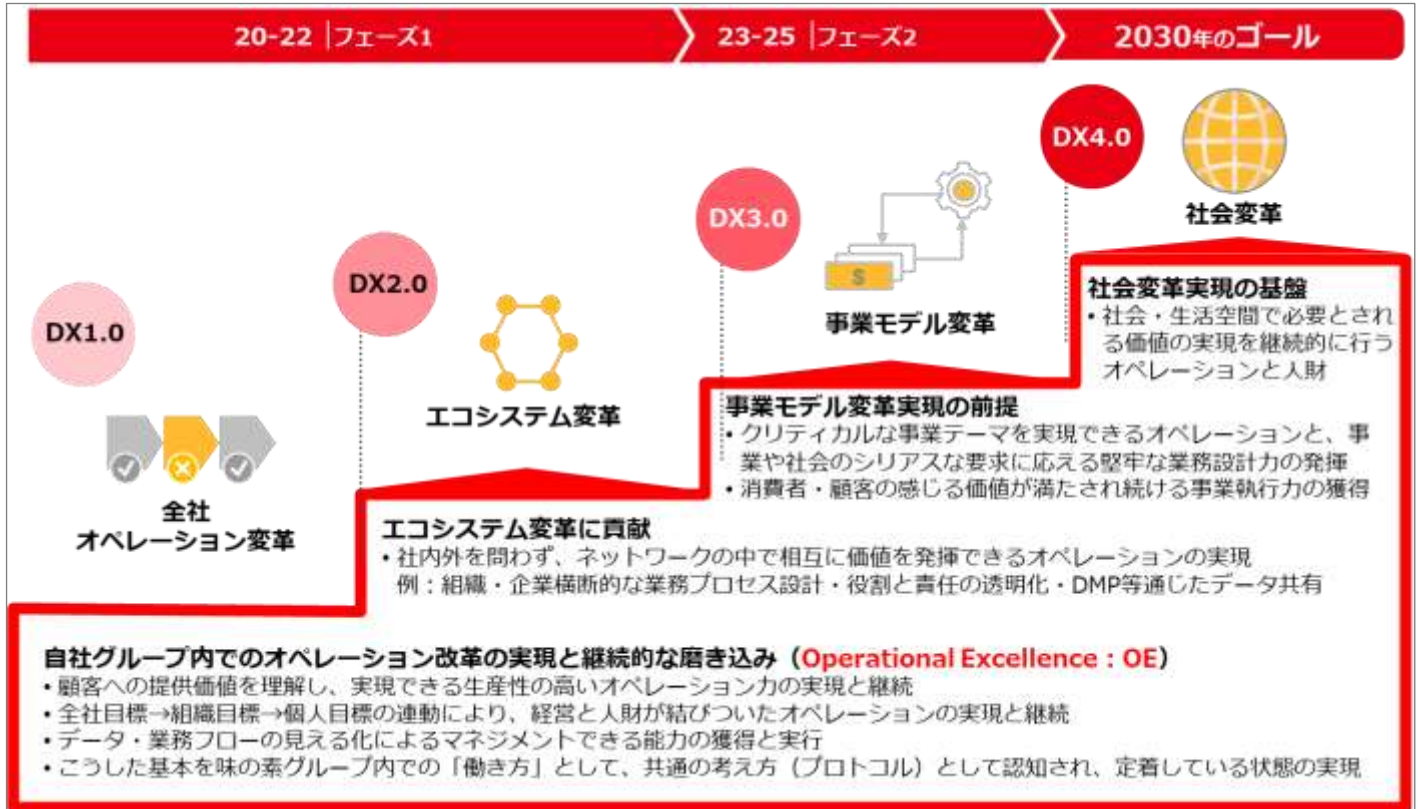 20-22 |フェーズ1
23-25 |フェーズ2
2030年のゴール
DX1.0
全社
オペレーション変革
DX2.0
エコシステム変革
DX3.0
事業モデル変革
DX4.0
社会変革
社会変革実現の基盤
・社会・生活空間で必要とされ
る価値の実現を継続的に行う
オペレーションと人財
事業モデル変革実現の前提
・クリティカルな事業テーマを実現できるオペレーションと、事
業や社会のシリアスな要求に応える堅牢な業務設計力の発揮
・消費者・顧客の感じる価値が満たされ続ける事業執行力の獲得
エコシステム変革に貢献
・社内外を問わず、ネットワークの中で相互に価値を発揮できるオペレーションの実現
例：組織・企業横断的な業務プロセス設計・役割と責任の透明化・DMP等通じたデータ共有
自社グループ内でのオペレーション改革の実現と継続的な磨き込み（Operational Excellence：OE）
・顧客への提供価値を理解し、実現できる生産性の高いオペレーション力の実現と継続
・全社目標→組織目標→個人目標の連動により、経営と人財が結びついたオペレーションの実現と継続
・データ・業務フローの見える化によるマネジメントできる能力の獲得と実行
・こうした基本を味の素グループ内での「働き方」として、共通の考え方（プロトコル）として認知され、定着している状態の実現
$